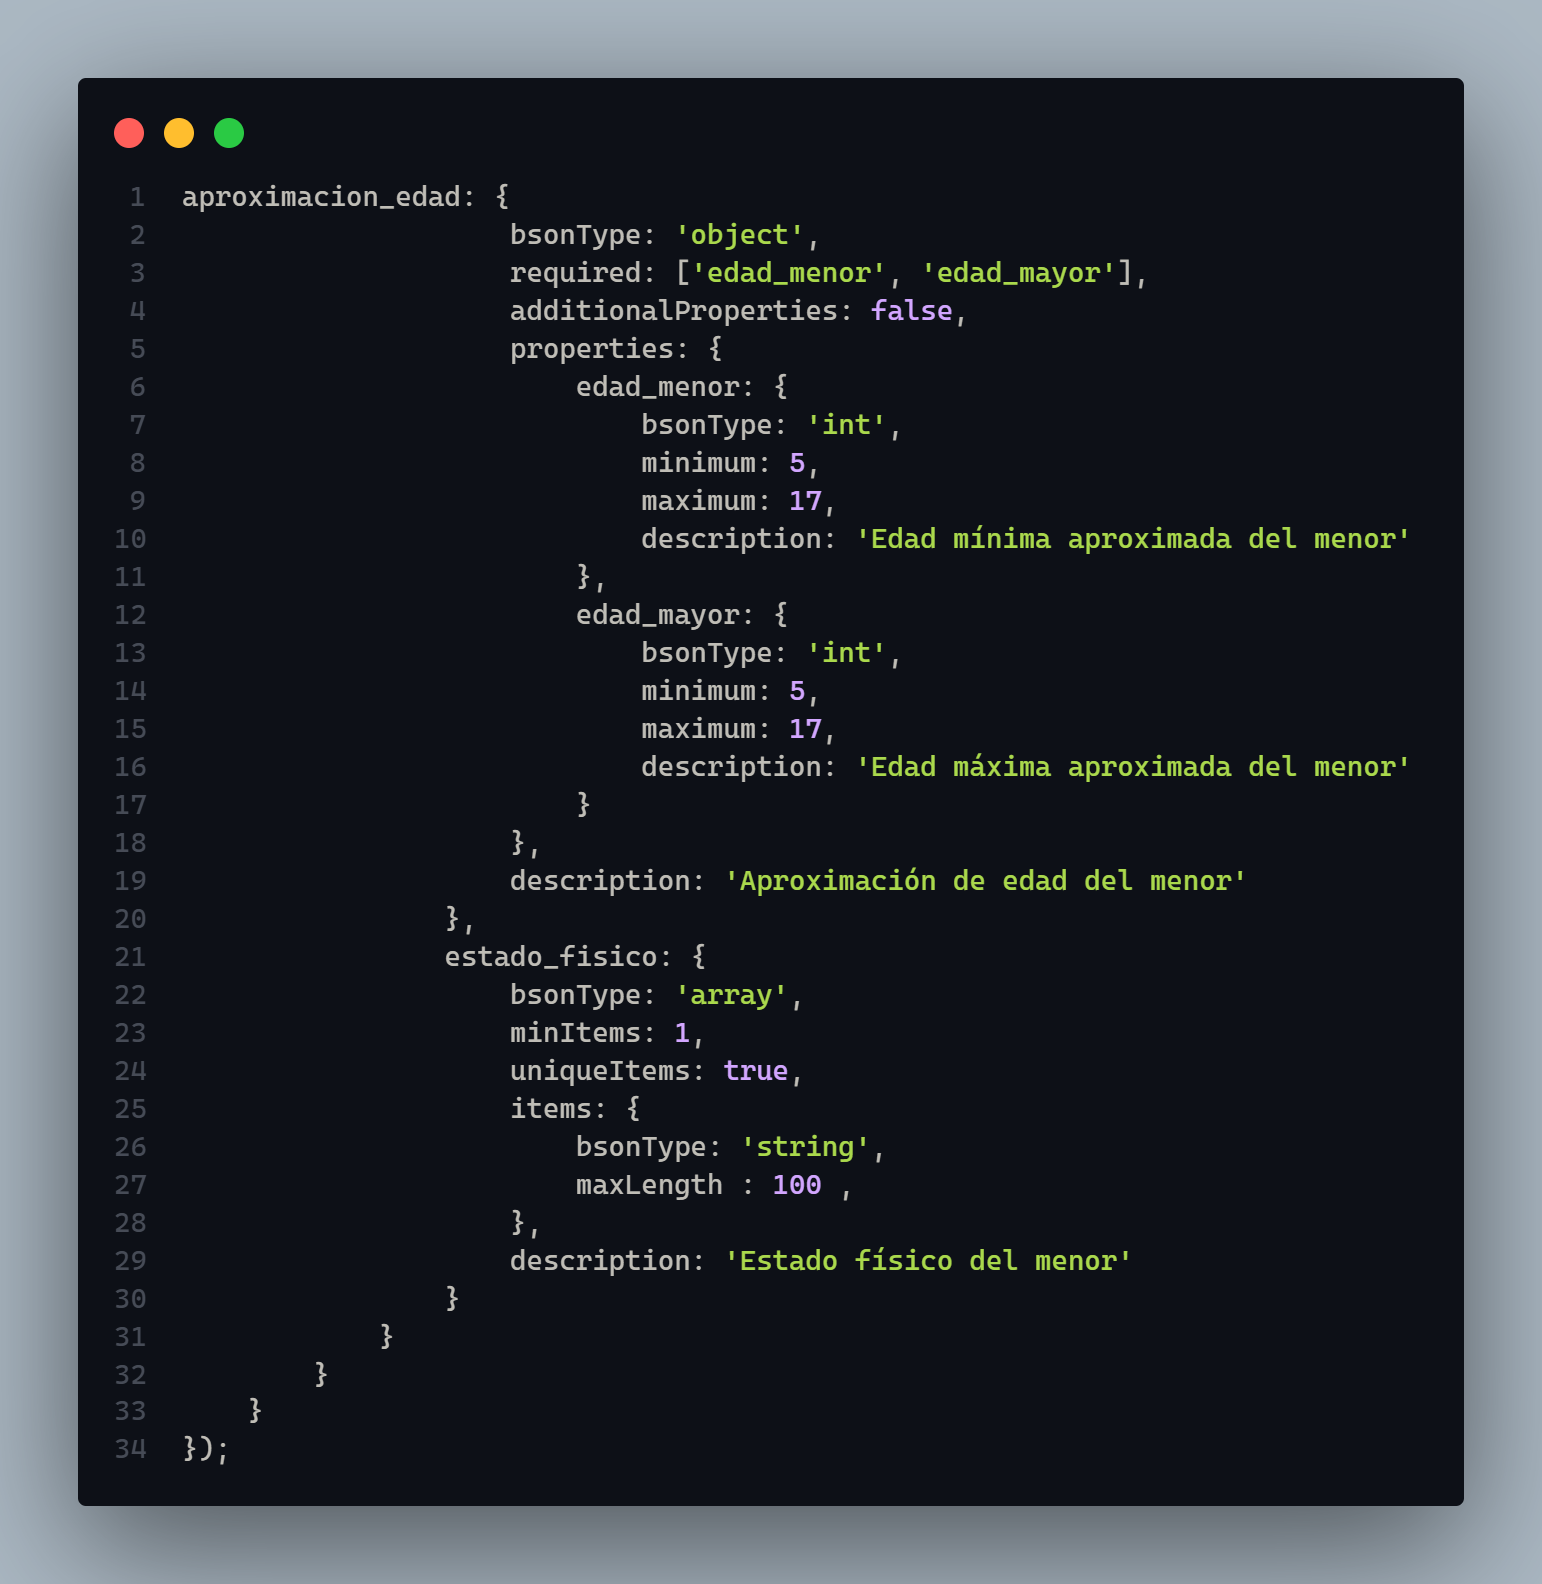 1 aproximacion_edad: {
2 bsonType: 'object',
3 required: ['edad_menor', 'edad_mayor'],
4 additionalProperties: false,
5 properties: {
6 edad_menor: {
7 bsonType: 'int',
8 minimum: 5,
9 maximum: 17,
10 description: 'Edad mínima aproximada del menor'
11 },
12 edad_mayor: {
13 bsonType: 'int',
14 minimum: 5,
15 maximum: 17,
16 description: 'Edad máxima aproximada del menor'
17 }
18 },
19 description: 'Aproximación de edad del menor'
20 },
21 estado_fisico: {
22 bsonType: 'array',
23 minItems: 1,
24 uniqueItems: true,
25 items: {
26 bsonType: 'string',
27 maxLength : 100 ,
28 },
29 description: 'Estado físico del menor'
30 }
31 }
32 }
33 }
34 });